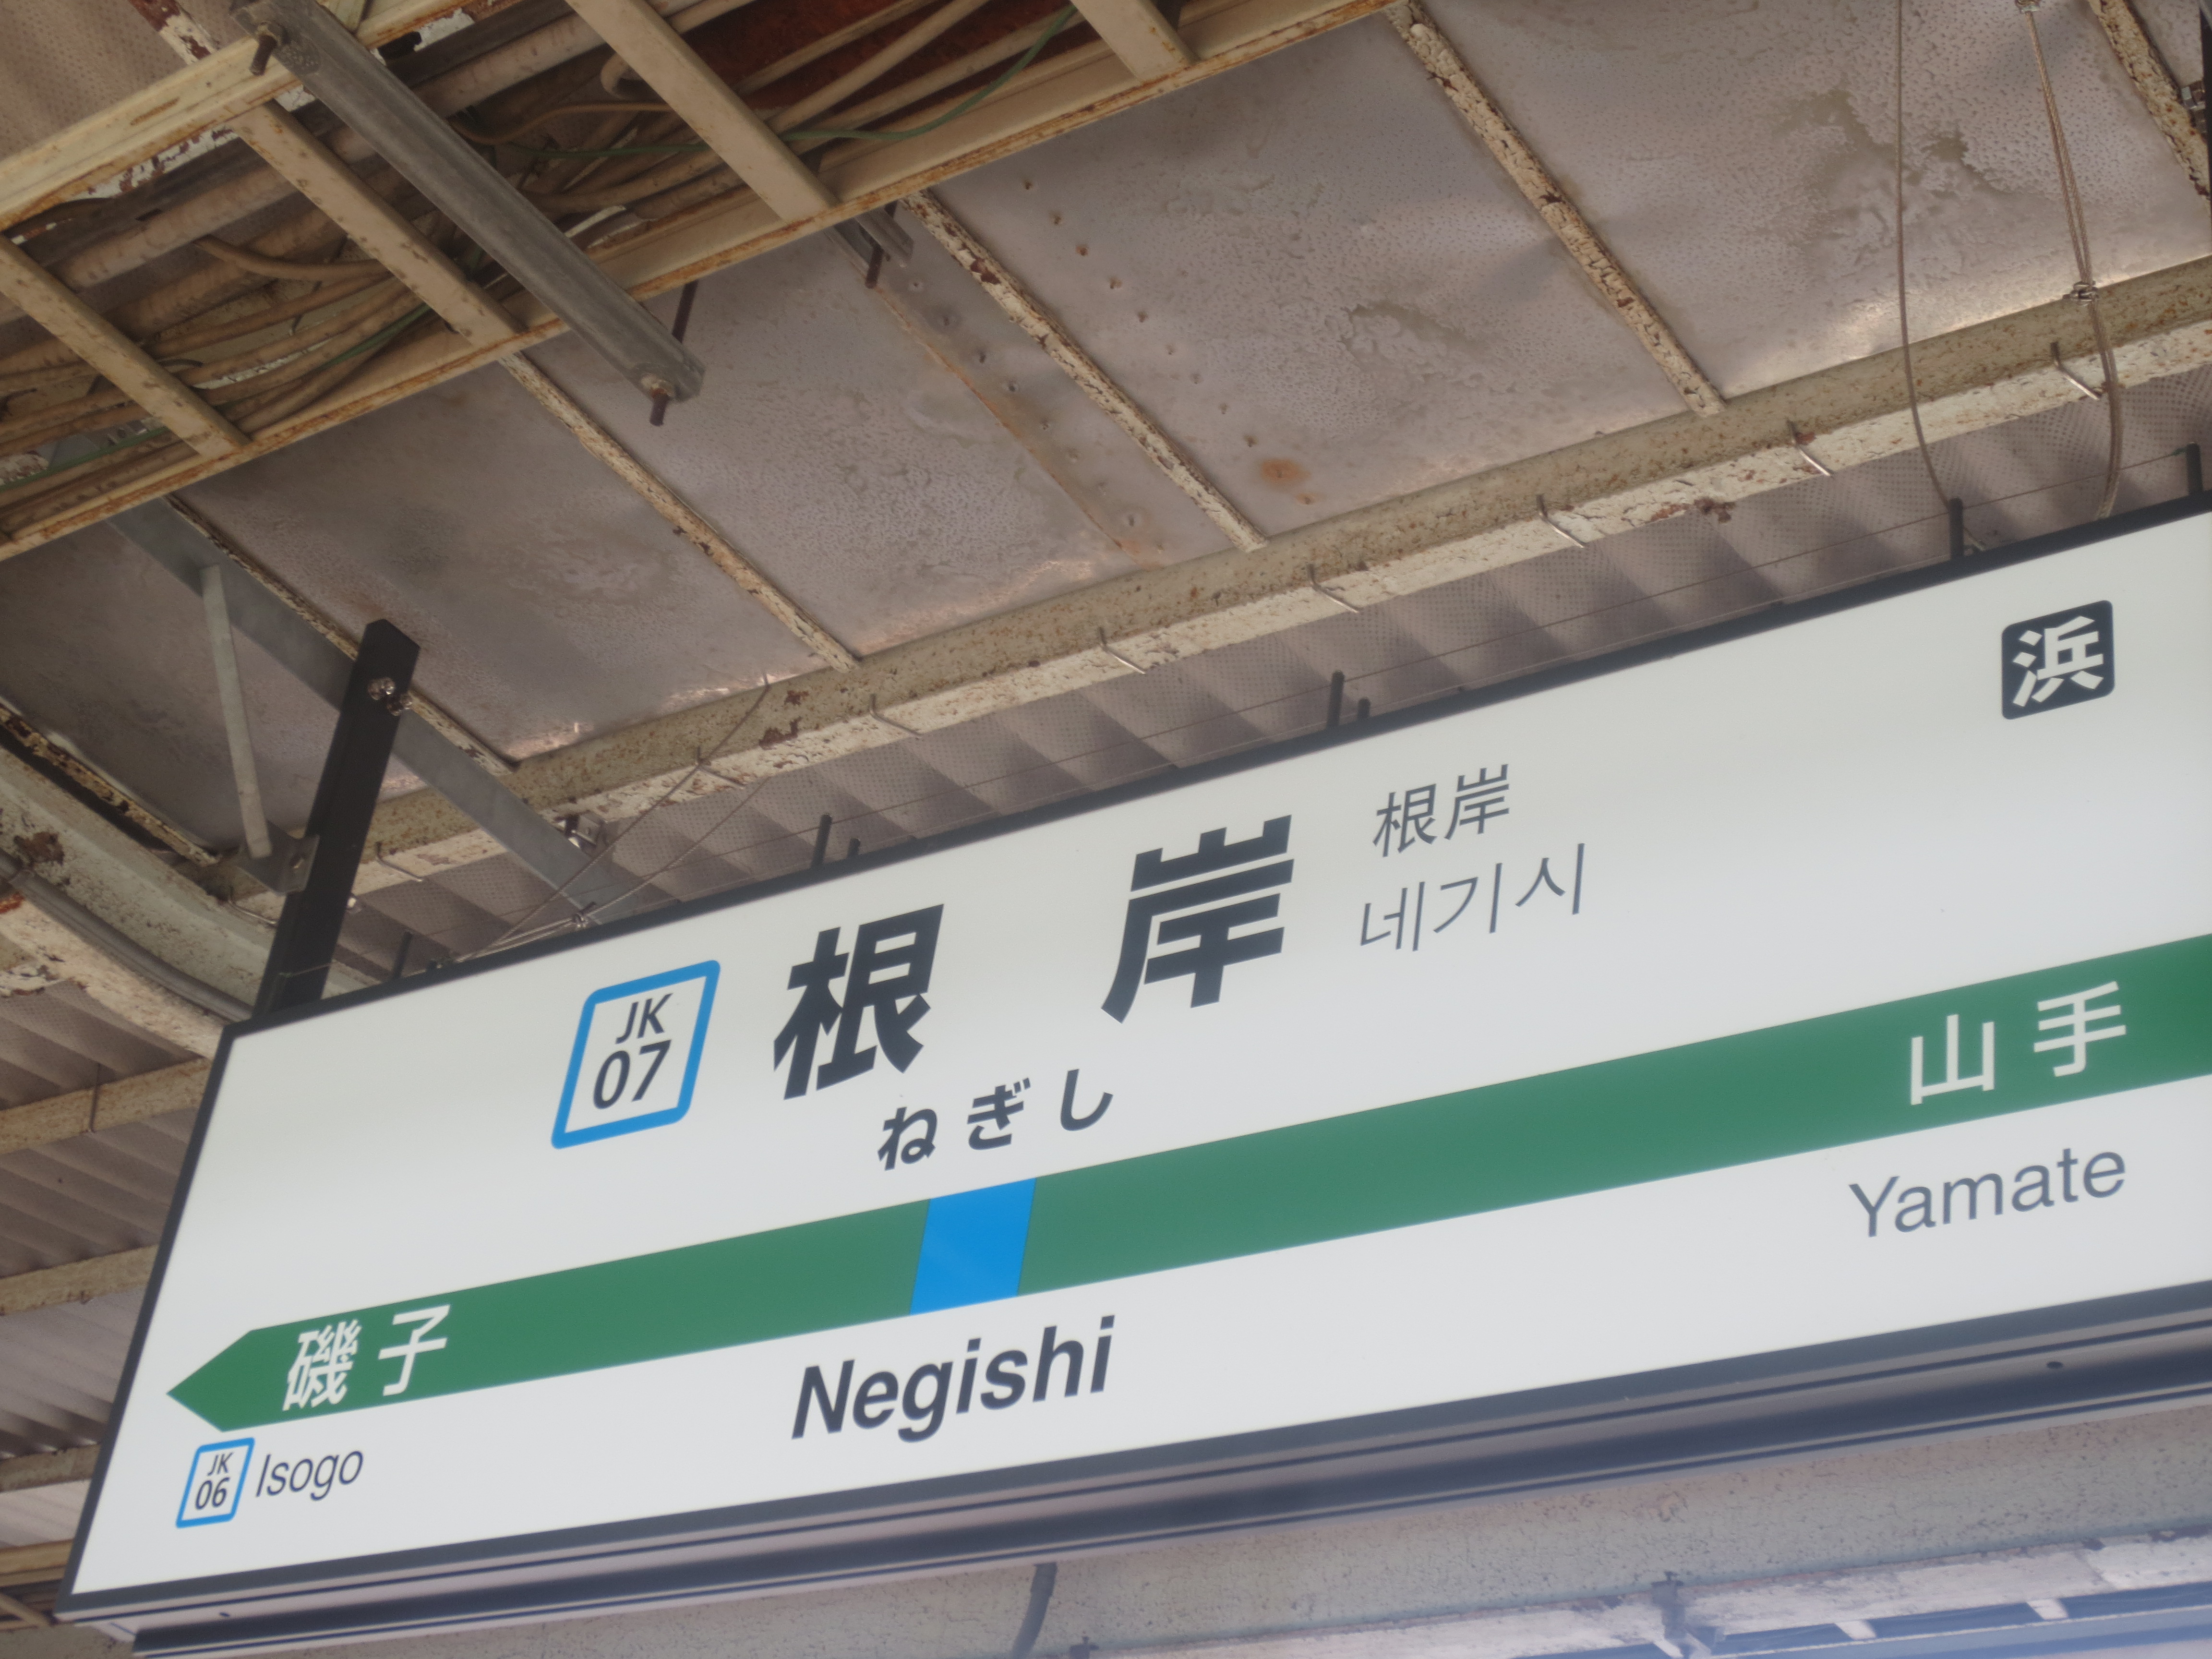 浜
JK
07
根岸
根岸
네기시
ねぎし
磯子
山手
JK
06
Isogo
Negishi
Yamate